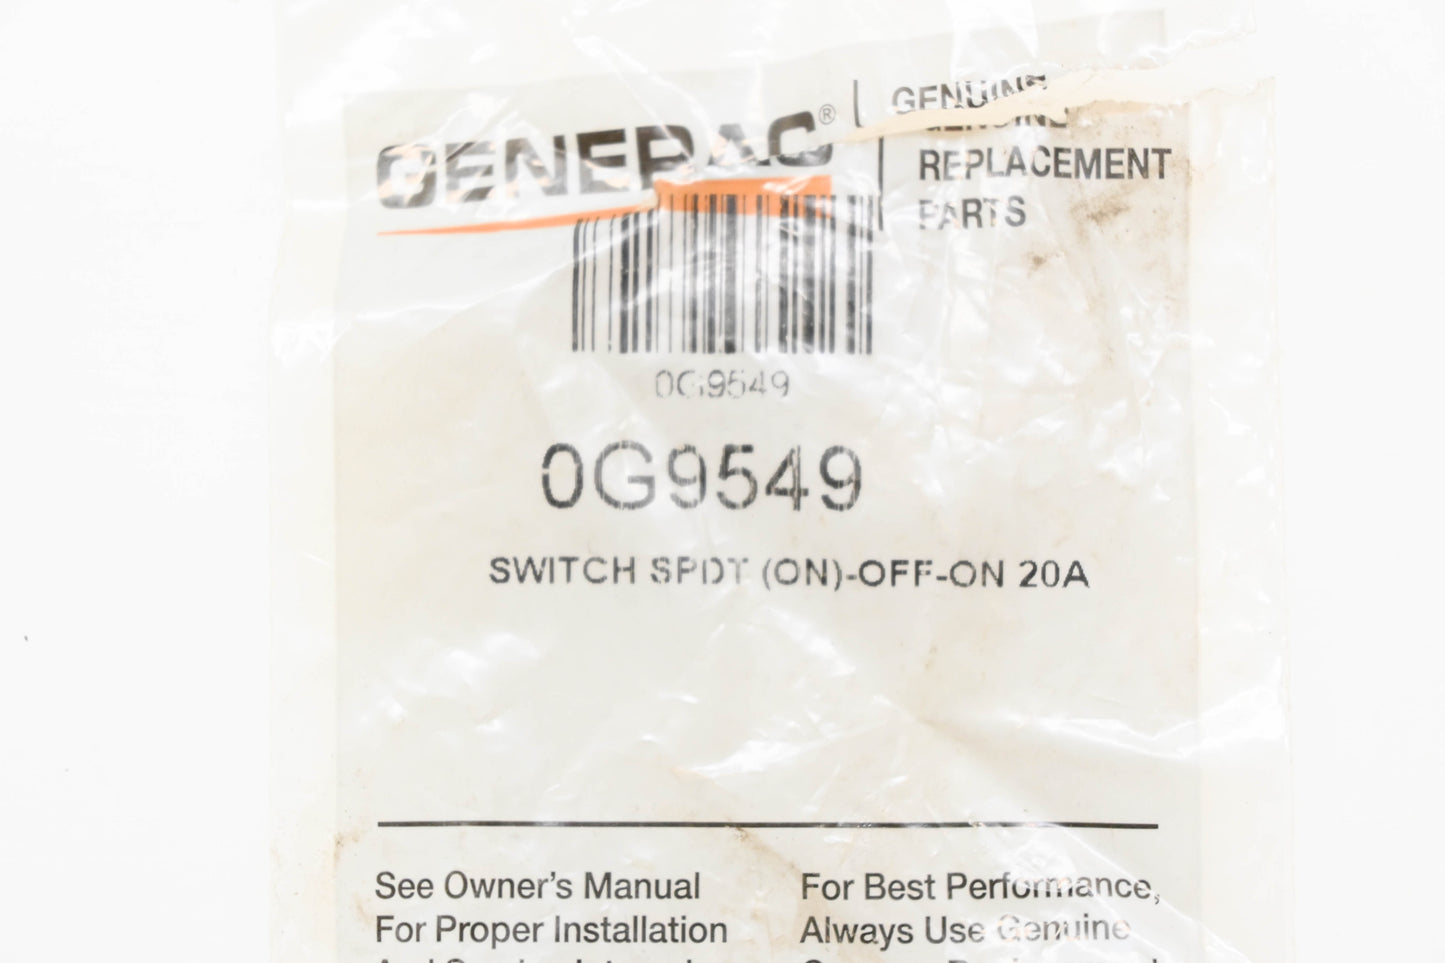 GENERAC®
GENUINE
REPLACEMENT
PARTS
0G9549
0G9549
SWITCH SPDT (ON)-OFF-ON 20A
See Owner's Manual
For Proper Installation
For Best Performance,
Always Use Genuine